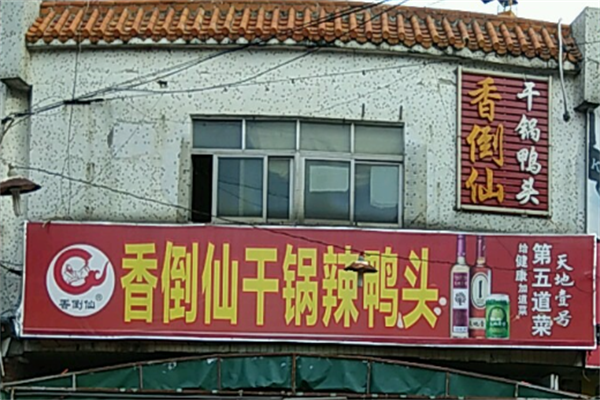 香倒仙
干锅鸭头
香倒仙
香倒仙干锅辣鸭头
给健康加道菜
第五道菜
天地壹号